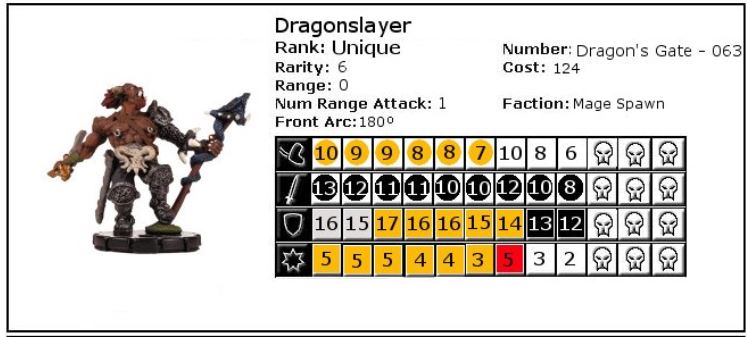 Dragonslayer
Rank: Unique
Number: Dragon's Gate - 063
Rarity: 6
Cost: 124
Range: 0
Num Range Attack: 1
Faction: Mage Spawn
Front Arc: 180º
10 9 9 8 8 7 10 8 6
13 12 11 11 10 10 12 10 8
16 15 17 16 16 15 14 13 12
5 5 5 4 4 3 5 3 2